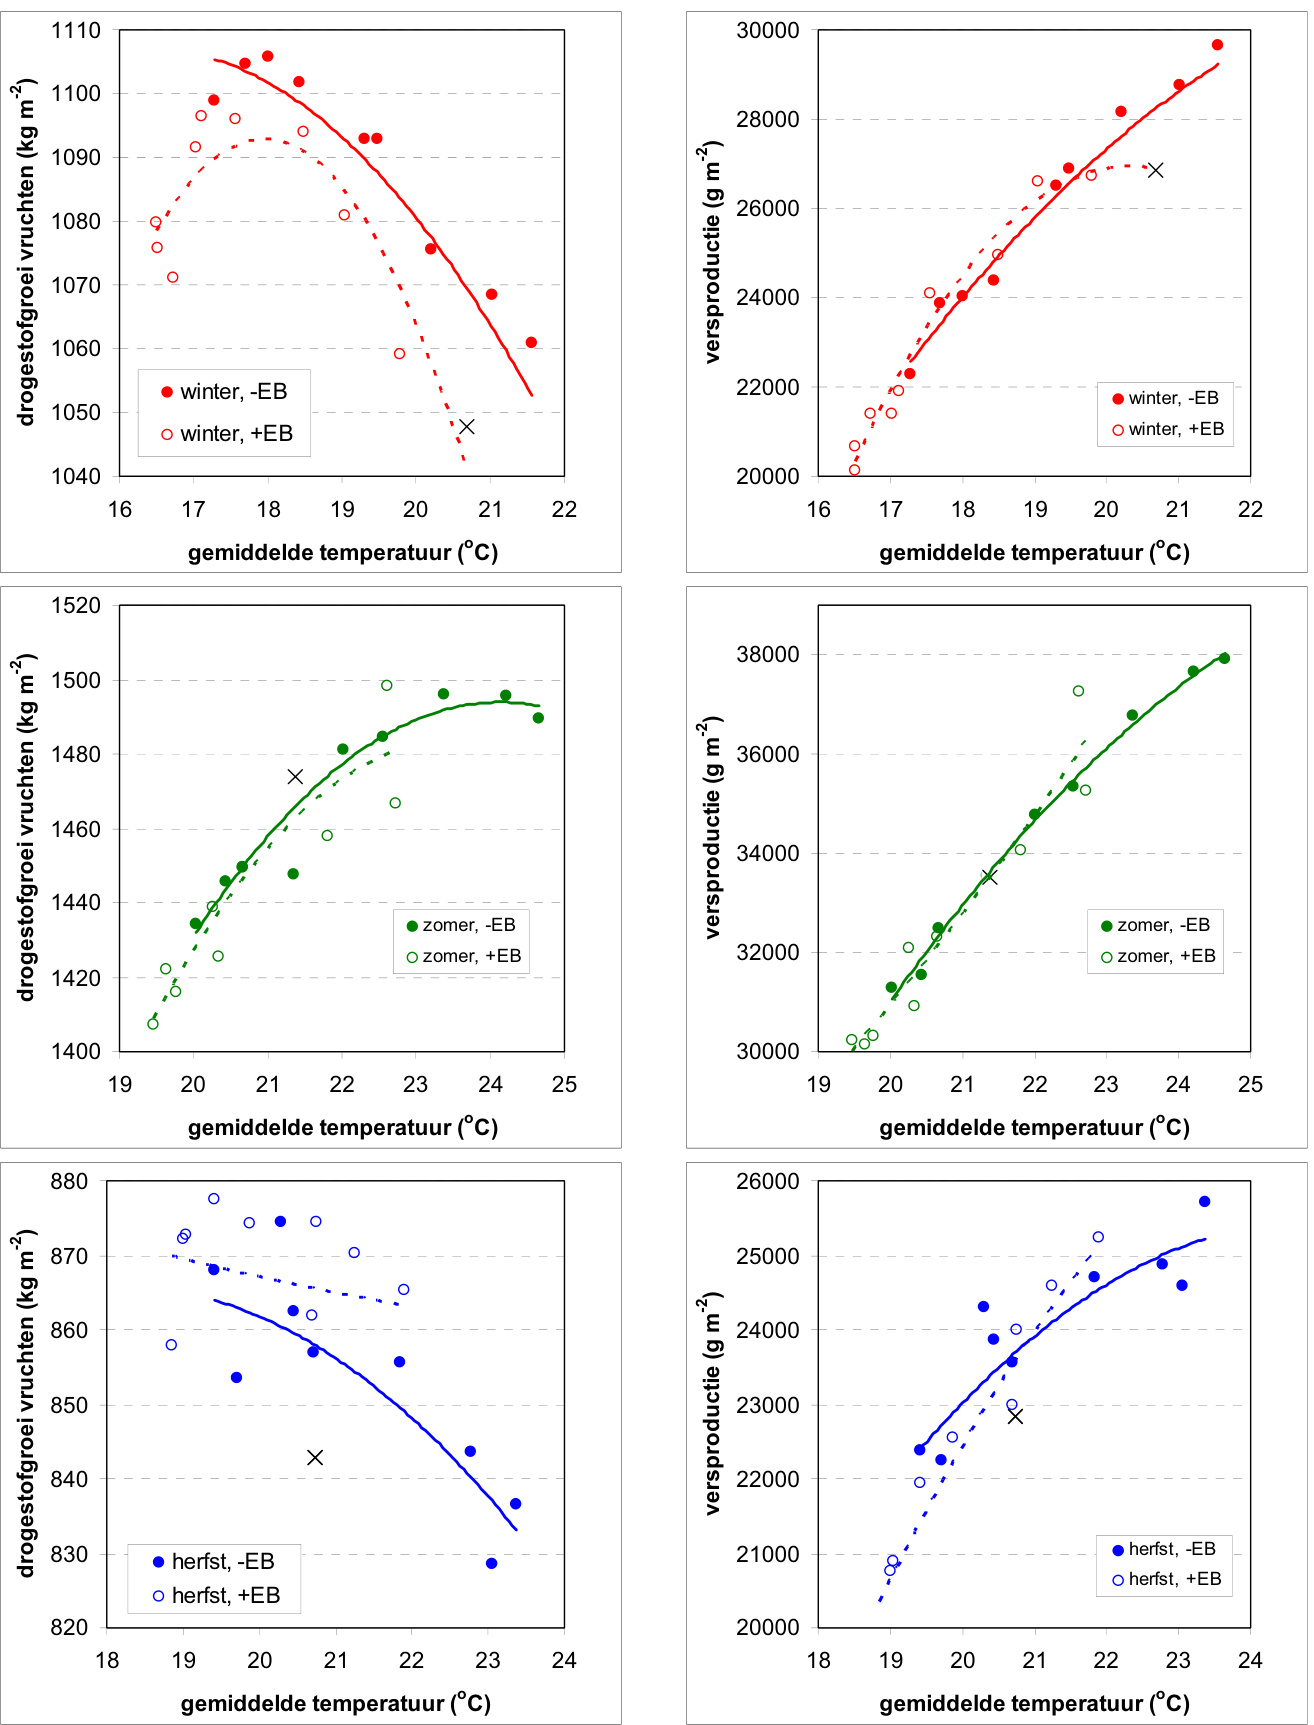 1110
1100
1090
1080
1070
1060
1050
1040
16 17 18 19 20 21 22
drogestofgroei vruchten (kg m-2)
gemiddelde temperatuur (oC)
winter, -EB
winter, +EB
30000
28000
26000
24000
22000
20000
16 17 18 19 20 21 22
versproductie (g m-2)
gemiddelde temperatuur (oC)
winter, -EB
winter, +EB
1520
1500
1480
1460
1440
1420
1400
19 20 21 22 23 24 25
drogestofgroei vruchten (kg m-2)
gemiddelde temperatuur (oC)
zomer, -EB
zomer, +EB
38000
36000
34000
32000
30000
19 20 21 22 23 24 25
versproductie (g m-2)
gemiddelde temperatuur (oC)
zomer, -EB
zomer, +EB
880
870
860
850
840
830
820
18 19 20 21 22 23 24
drogestofgroei vruchten (kg m-2)
gemiddelde temperatuur (oC)
herfst, -EB
herfst, +EB
26000
25000
24000
23000
22000
21000
20000
18 19 20 21 22 23 24
versproductie (g m-2)
gemiddelde temperatuur (oC)
herfst, -EB
herfst, +EB